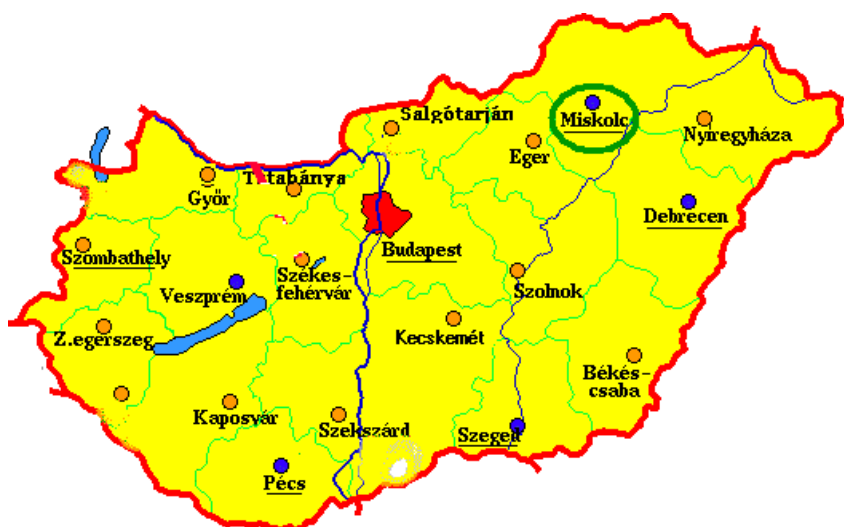 Salgótarján
Miskolc
Nyíregyháza
Eger
Győr
Tatabánya
Debrecen
Szombathely
Budapest
Székes-
fehérvár
Veszprém
Szolnok
Z.egerszeg
Kecskemét
Békés-
csaba
Kaposvár
Szekszárd
Szeged
Pécs